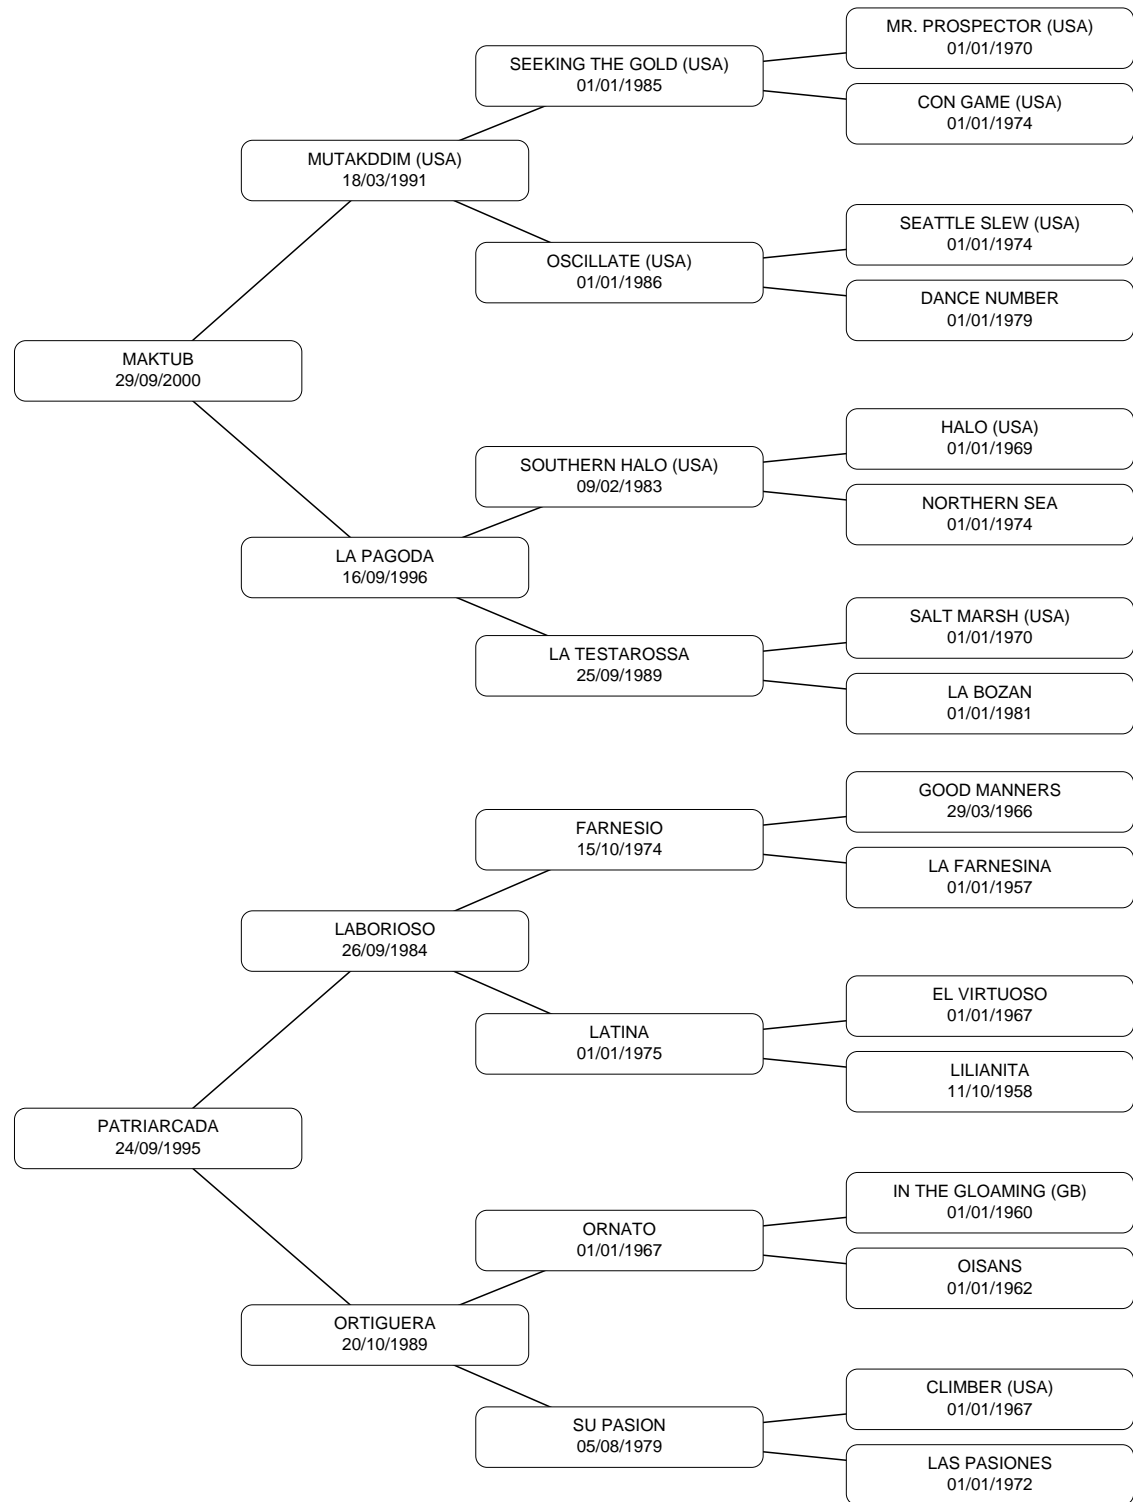 MR. PROSPECTOR (USA)
01/01/1970
SEEKING THE GOLD (USA)
01/01/1985
CON GAME (USA)
01/01/1974
MUTAKDDIM (USA)
18/03/1991
SEATTLE SLEW (USA)
01/01/1974
OSCILLATE (USA)
01/01/1986
DANCE NUMBER
01/01/1979
MAKTUB
29/09/2000
HALO (USA)
01/01/1969
SOUTHERN HALO (USA)
09/02/1983
NORTHERN SEA
01/01/1974
LA PAGODA
16/09/1996
SALT MARSH (USA)
01/01/1970
LA TESTAROSSA
25/09/1989
LA BOZAN
01/01/1981
GOOD MANNERS
29/03/1966
FARNESIO
15/10/1974
LA FARNESINA
01/01/1957
LABORIOSO
26/09/1984
EL VIRTUOSO
01/01/1967
LATINA
01/01/1975
LILIANITA
11/10/1958
PATRIARCADA
24/09/1995
IN THE GLOAMING (GB)
01/01/1960
ORNATO
01/01/1967
OISANS
01/01/1962
ORTIGUERA
20/10/1989
CLIMBER (USA)
01/01/1967
SU PASION
05/08/1979
LAS PASIONES
01/01/1972